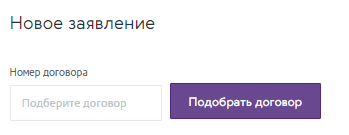 Новое заявление
Номер договора
Подберите договор
Подобрать договор